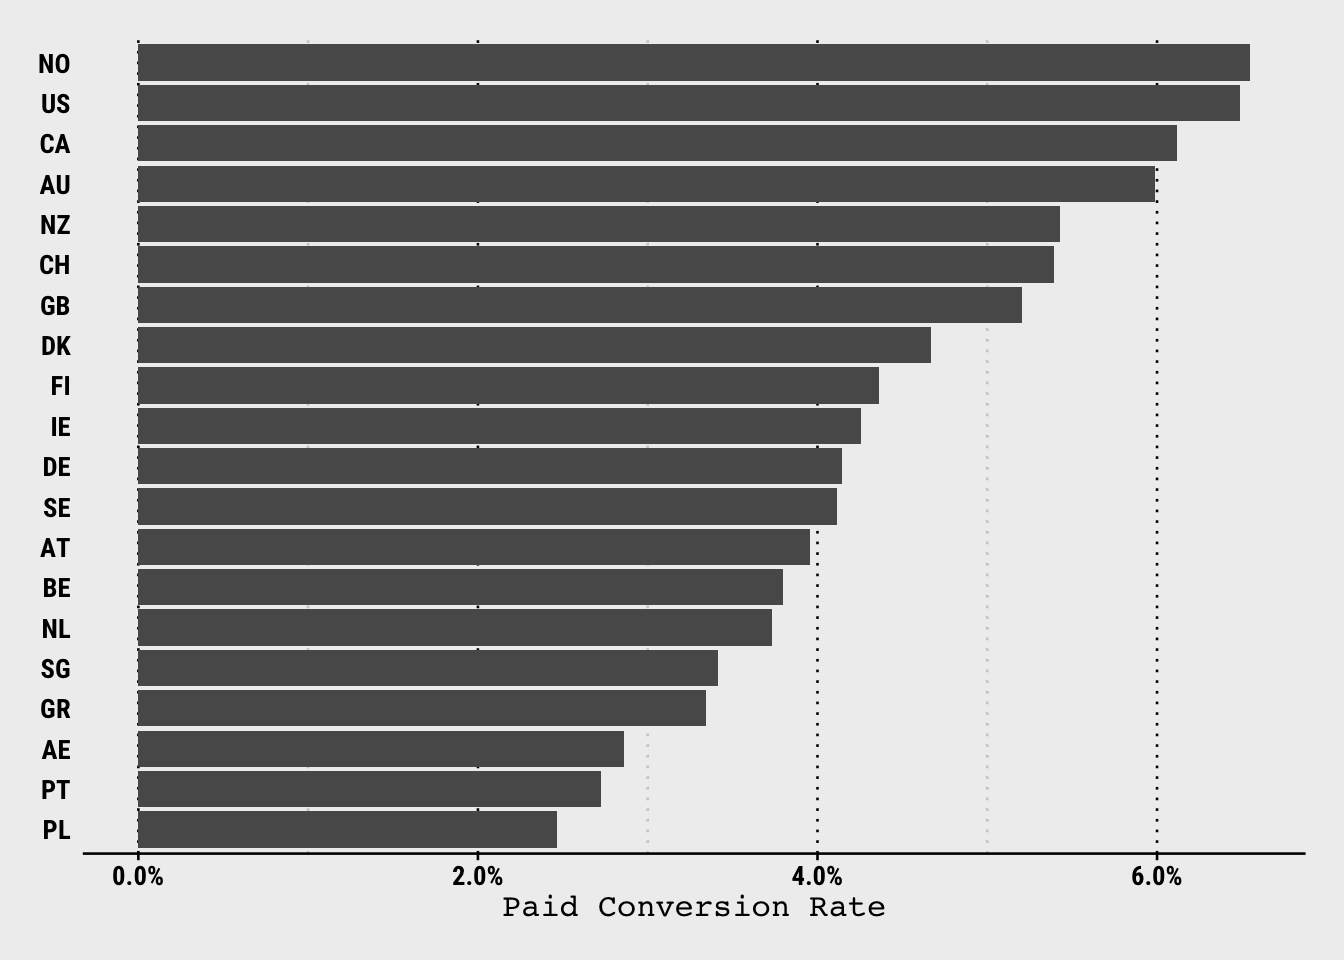 NO
US
CA
AU
NZ
CH
GB
DK
FI
IE
DE
SE
AT
BE
NL
SG
GR
AE
PT
PL
0.0% 2.0% 4.0% 6.0%
Paid Conversion Rate